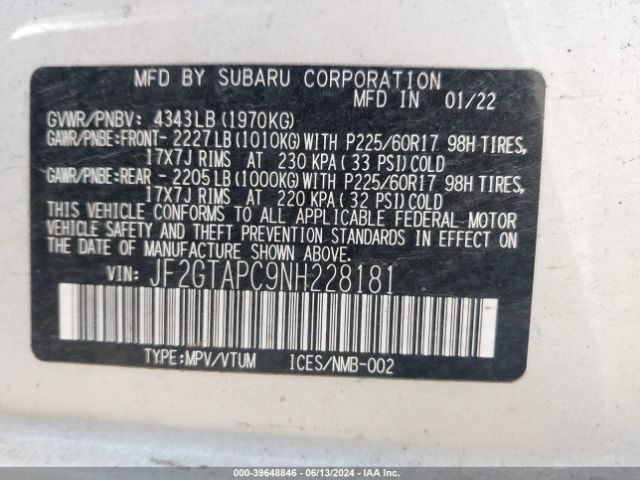 MFD BY SUBARU CORPORATION
MFD IN 01/22
GVWR/PNBV: 4343LB (1970KG)
GAWR/PNBE:FRONT- 2227LB(1010KG)WITH P225/60R17 98H TIRES,
17X7J RIMS AT 230 KPA( 33 PSI)COLD
GAWR/PNBE:REAR - 2205LB(1000KG)WITH P225/60R17 98H TIRES,
17X7J RIMS AT 220 KPA( 32 PSI)COLD
THIS VEHICLE CONFORMS TO ALL APPLICABLE FEDERAL MOTOR
VEHICLE SAFETY AND THEFT PREVENTION STANDARDS IN EFFECT ON
THE DATE OF MANUFACTURE SHOWN ABOVE.
VIN: JF2GTAPC9NH228181
TYPE:MPV/VTUM ICES/NMB-002
000-39648846 - 06/13/2024 - IAA Inc.